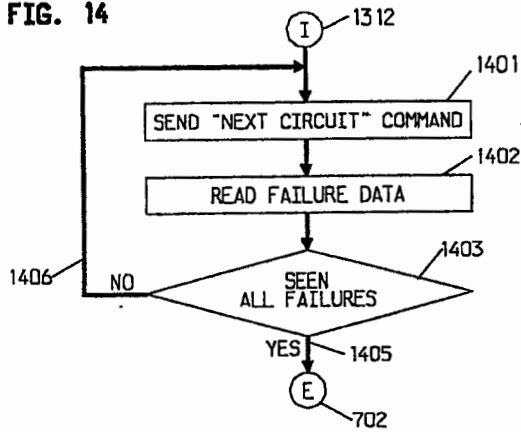 FIG. 14
I
1312
1401
SEND "NEXT CIRCUIT" COMMAND
1402
READ FAILURE DATA
1403
SEEN
ALL FAILURES
1406
NO
YES
1405
E
702